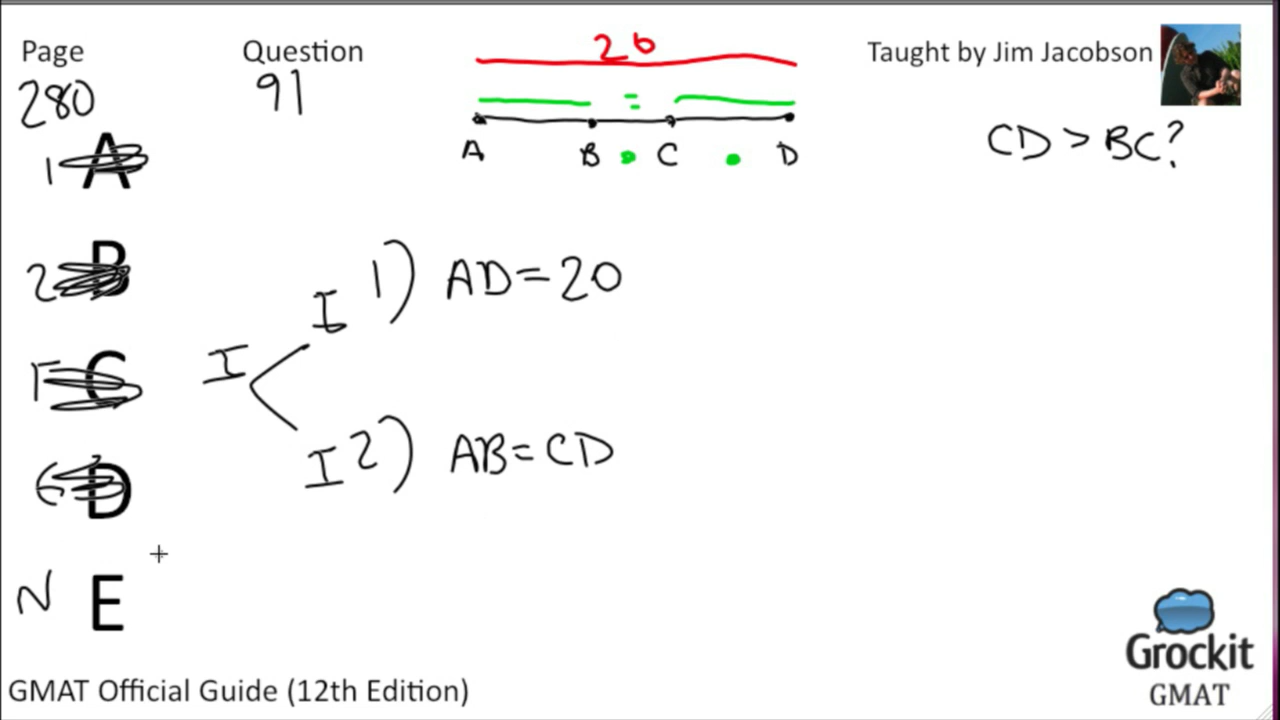 Page Question Taught by Jim Jacobson
280 91
20
=
A B C D
CD > BC?
1 A
2 B
T C
E D
N E
I
I 1) AD=20
I 2) AB=CD
Grockit
GMAT
GMAT Official Guide (12th Edition)